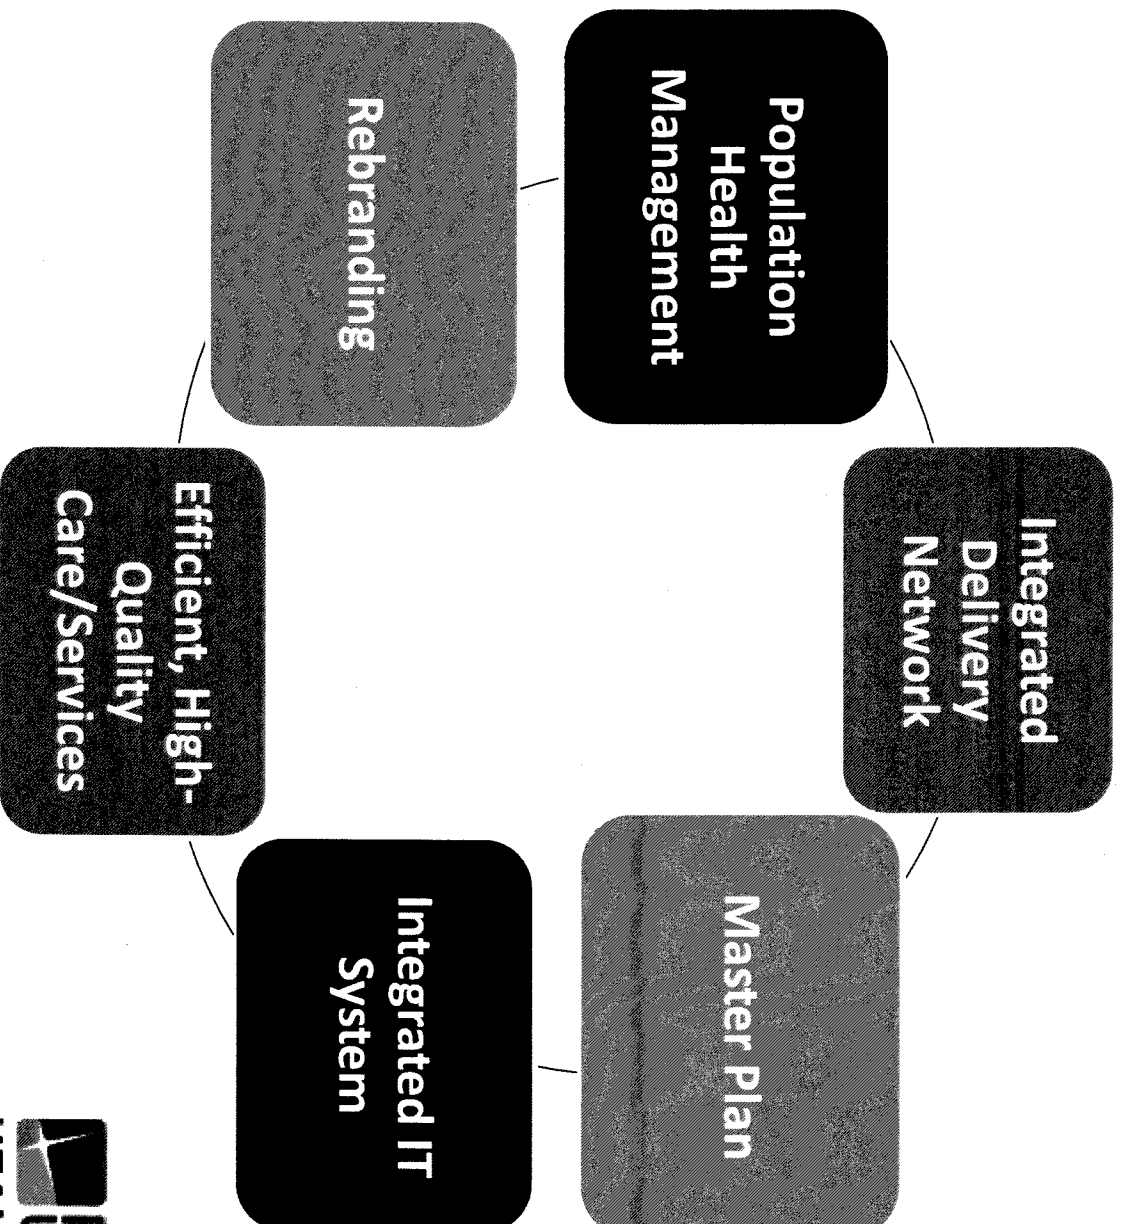 Integrated
Delivery
Network
Population
Health
Management
Master Plan
Rebranding
Integrated IT
System
Efficient, High-
Quality
Care/Services